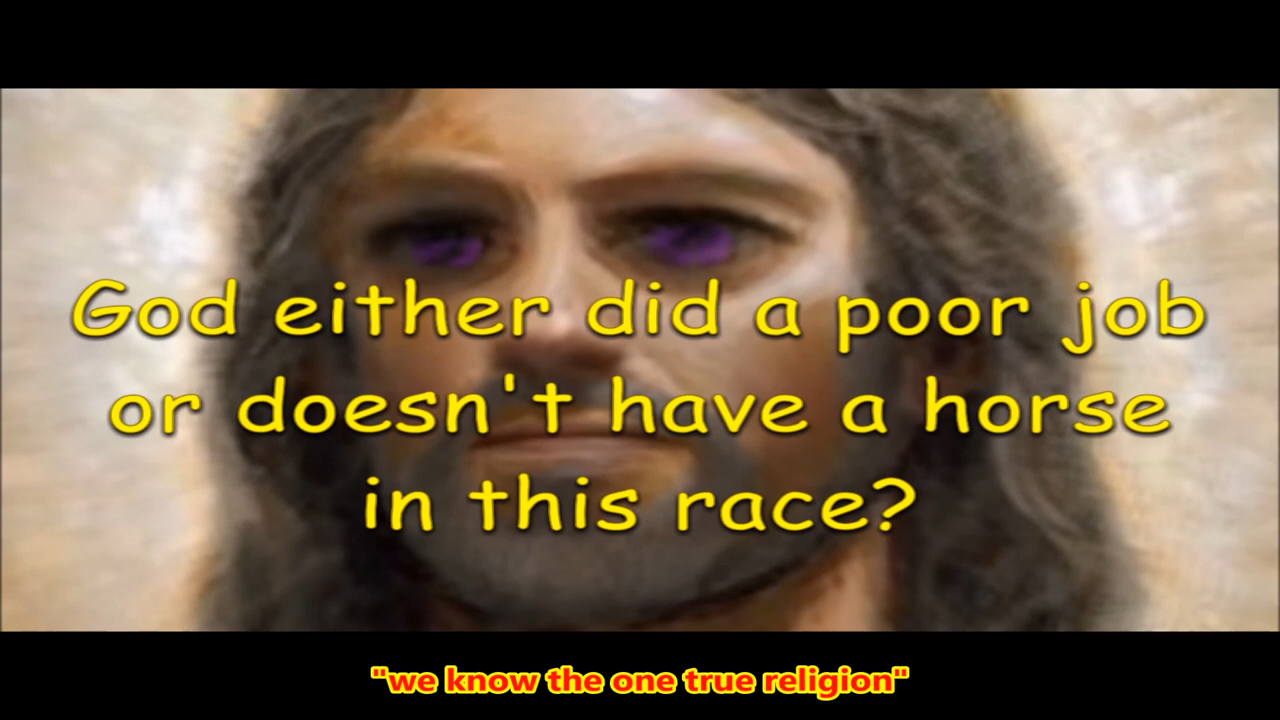 God either did a poor job
or doesn't have a horse
in this race?
"we know the one true religion"